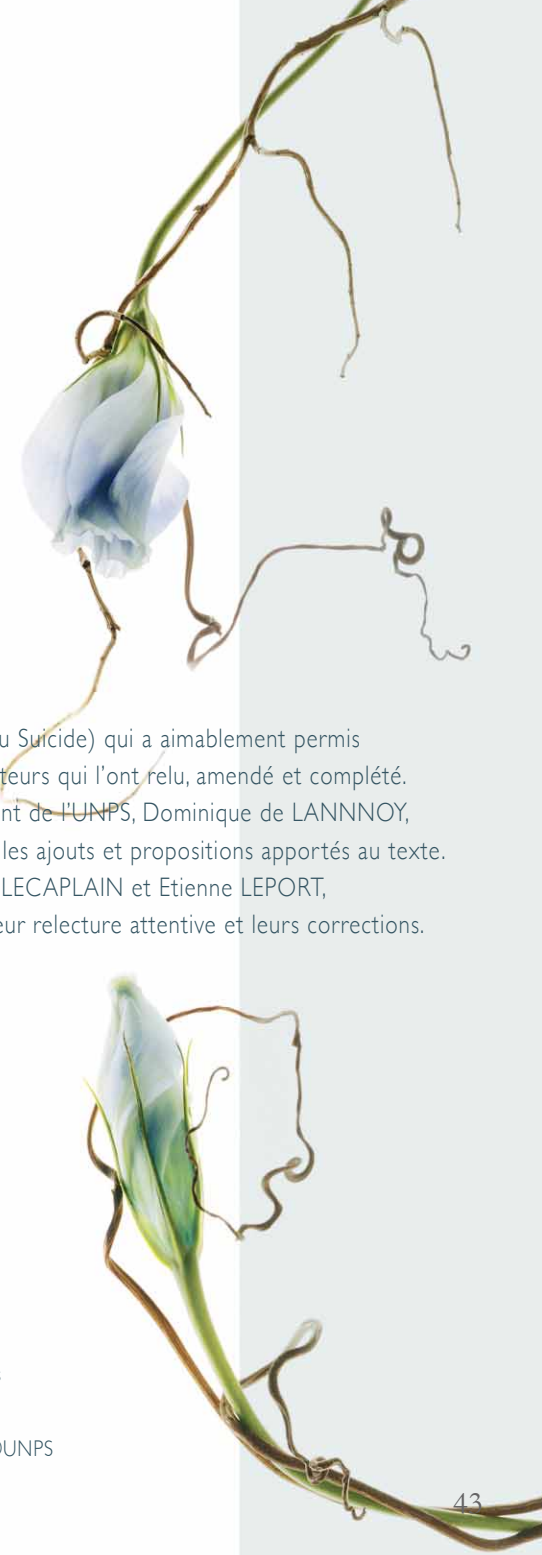 u Suicide) qui a aimablement permis
teurs qui l'ont relu, amendé et complété.
nt de l'UNPS, Dominique de LANNNOY,
les ajouts et propositions apportés au texte.
LECAPLAIN et Etienne LEPORT,
eur relecture attentive et leurs corrections.
UNPS
43